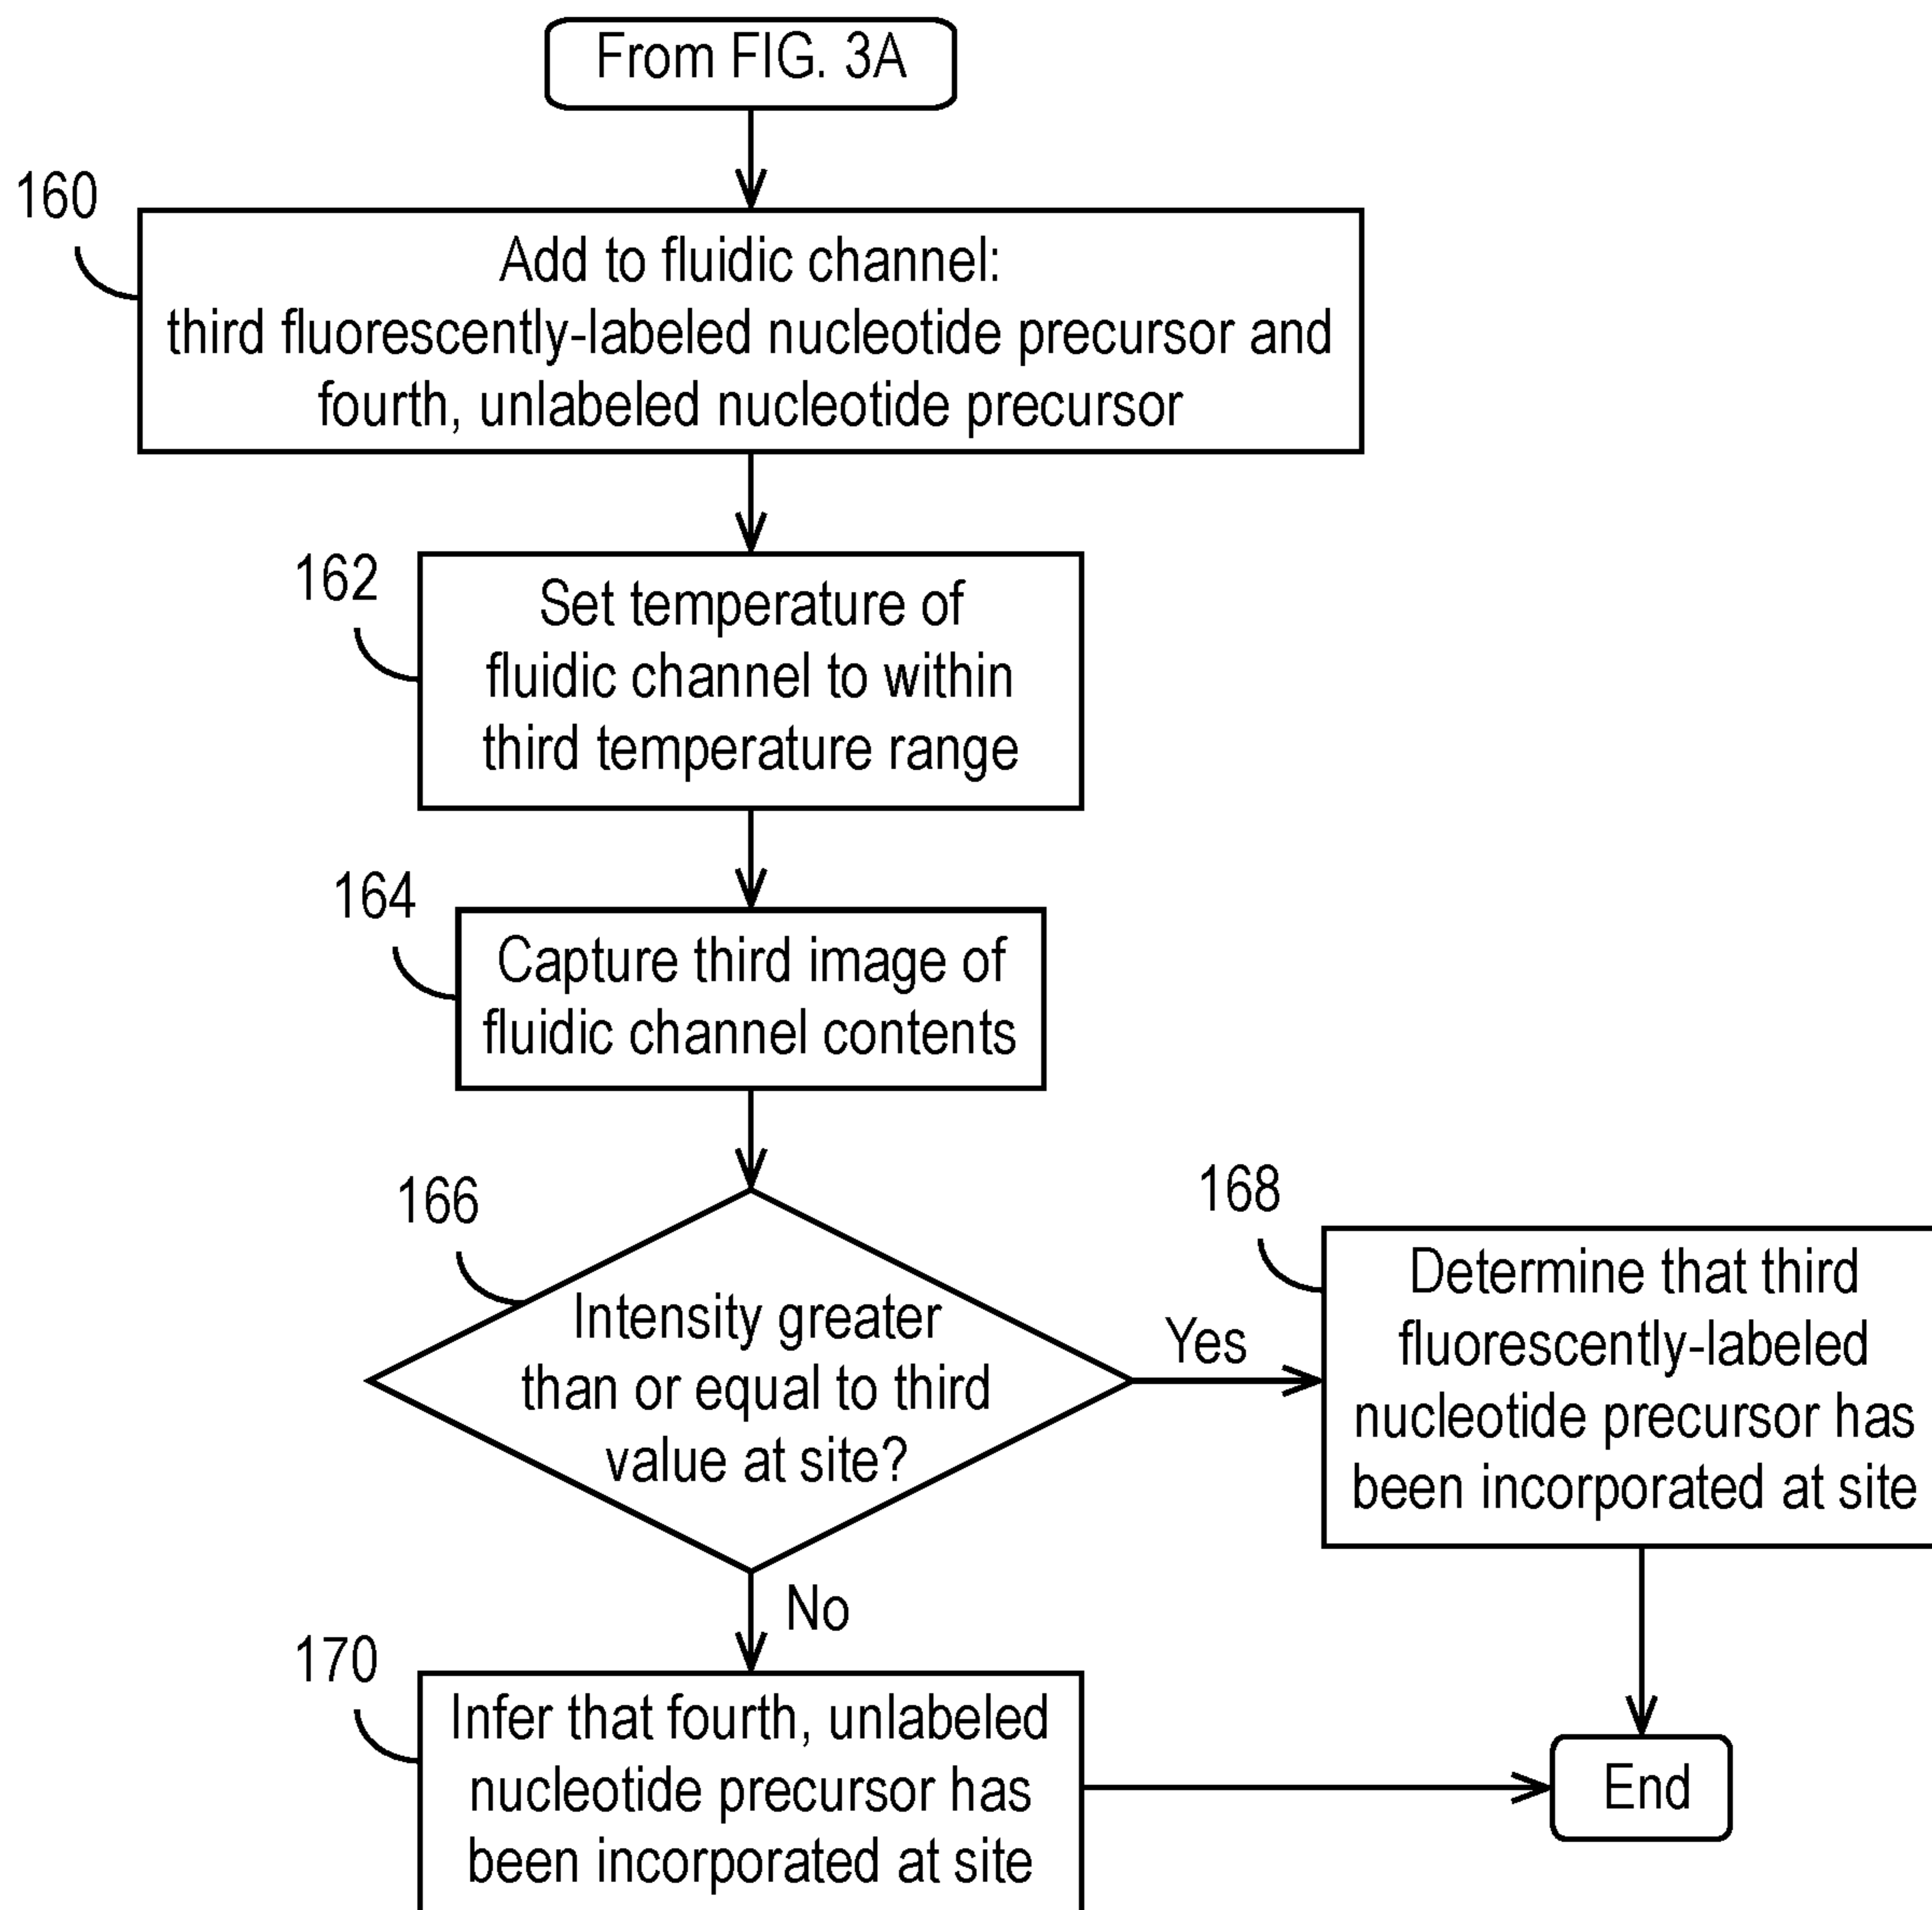 From FIG. 3A
160
Add to fluidic channel:
third fluorescently-labeled nucleotide precursor and
fourth, unlabeled nucleotide precursor
162
Set temperature of
fluidic channel to within
third temperature range
164
Capture third image of
fluidic channel contents
166
Intensity greater
than or equal to third
value at site?
Yes
168
Determine that third
fluorescently-labeled
nucleotide precursor has
been incorporated at site
No
170
Infer that fourth, unlabeled
nucleotide precursor has
been incorporated at site
End